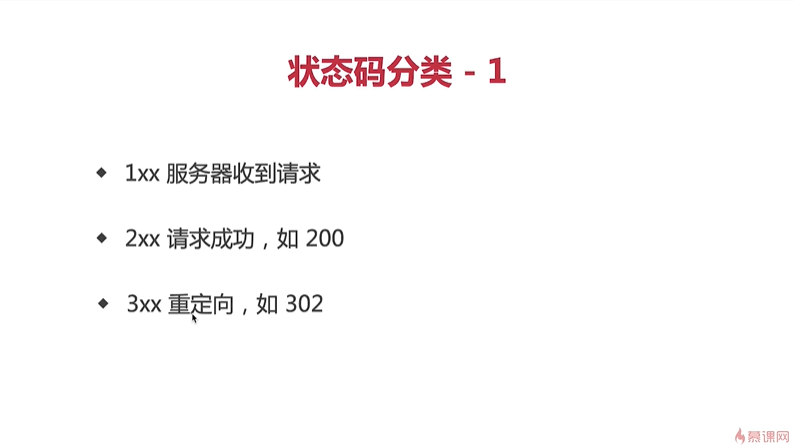 状态码分类 - 1
1xx 服务器收到请求
2xx 请求成功，如 200
3xx 重定向，如 302
慕课网